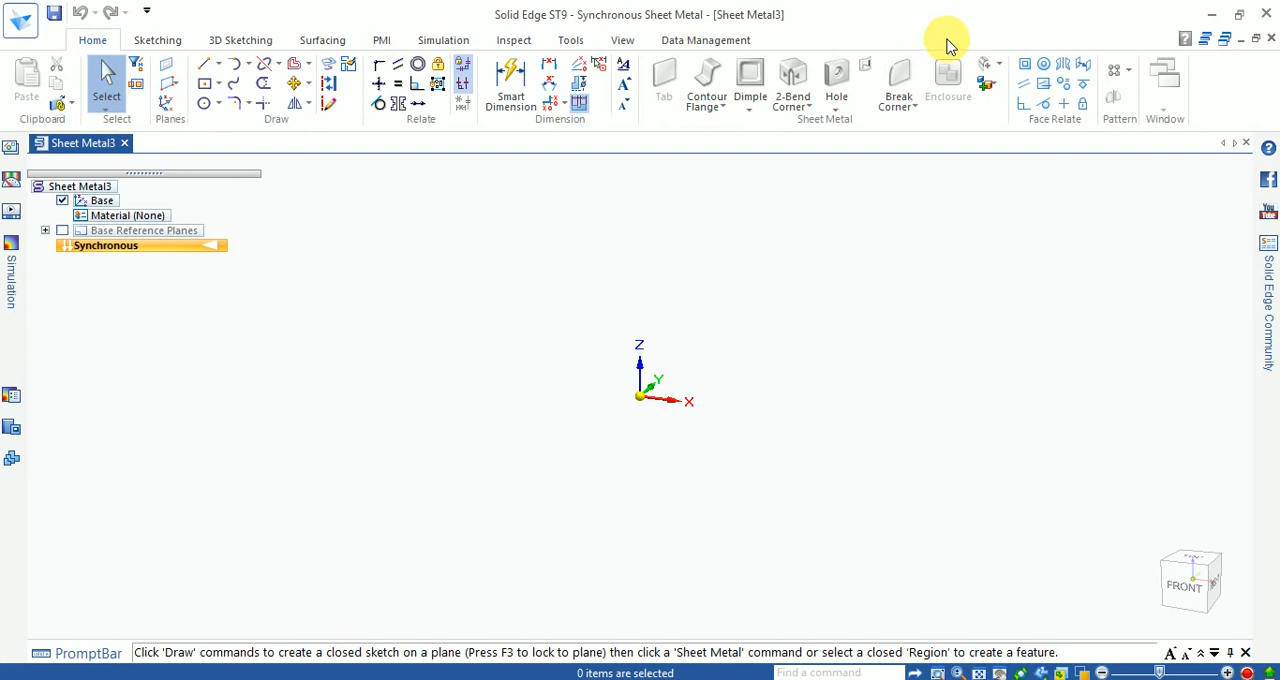 Solid Edge ST9 - Synchronous Sheet Metal - [Sheet Metal3]
Home Sketching 3D Sketching Surfacing PMI Simulation Inspect Tools View Data Management
Paste Select Smart Dimension Tab Contour Flange Dimple 2-Bend Corner Hole Break Corner Enclosure
Clipboard Select Planes Draw Relate Dimension Sheet Metal Face Relate Pattern Window
Sheet Metal3
Sheet Metal3
Base
Material (None)
Base Reference Planes
Synchronous
Simulation
You Tube
Solid Edge Community
Z
Y
X
FRONT
PromptBar
Click 'Draw' commands to create a closed sketch on a plane (Press F3 to lock to plane) then click a 'Sheet Metal' command or select a closed 'Region' to create a feature.
0 items are selected
Find a command